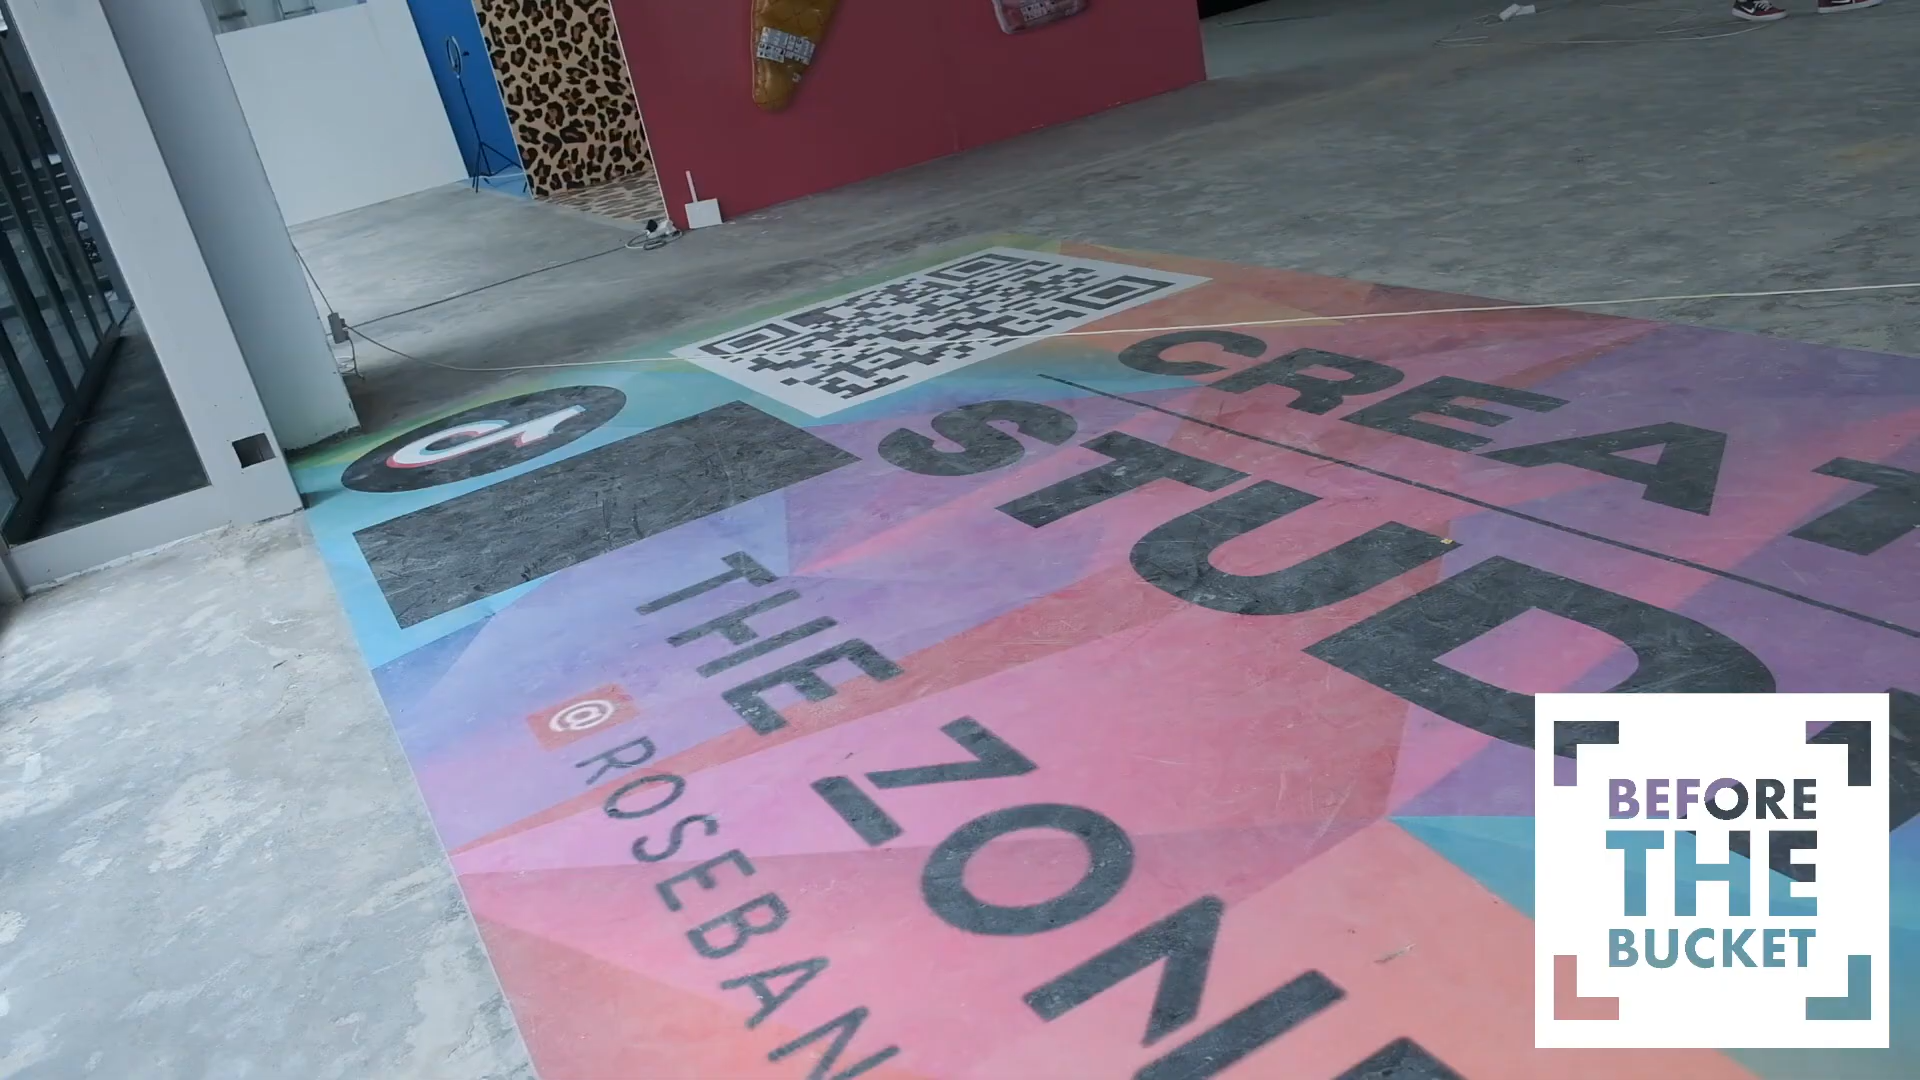 CREAT
STUD
THE ZONE
@ROSEBAN
BEFORE
THE
BUCKET